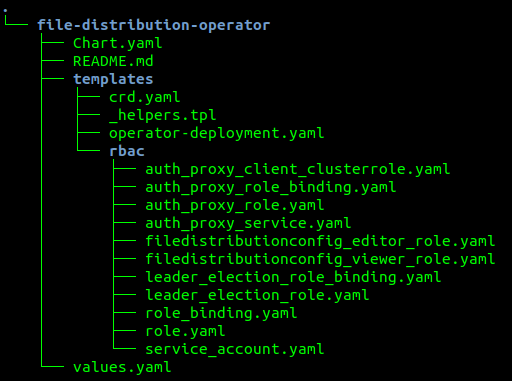 .
└── file-distribution-operator
    ├── Chart.yaml
    ├── README.md
    ├── templates
    │   ├── crd.yaml
    │   ├── _helpers.tpl
    │   ├── operator-deployment.yaml
    │   └── rbac
    │       ├── auth_proxy_client_clusterrole.yaml
    │       ├── auth_proxy_role_binding.yaml
    │       ├── auth_proxy_role.yaml
    │       ├── auth_proxy_service.yaml
    │       ├── filedistributionconfig_editor_role.yaml
    │       ├── filedistributionconfig_viewer_role.yaml
    │       ├── leader_election_role_binding.yaml
    │       ├── leader_election_role.yaml
    │       ├── role_binding.yaml
    │       ├── role.yaml
    │       └── service_account.yaml
    └── values.yaml